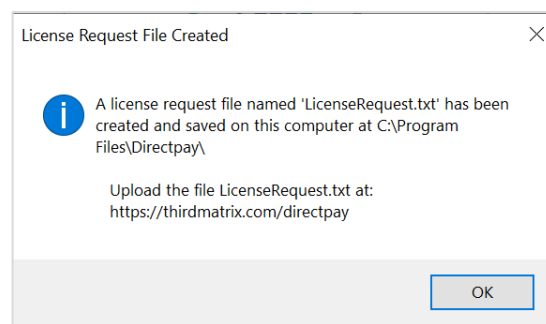 License Request File Created
A license request file named 'LicenseRequest.txt' has been
created and saved on this computer at C:\Program
Files\Directpay\
Upload the file LicenseRequest.txt at:
https://thirdmatrix.com/directpay
OK